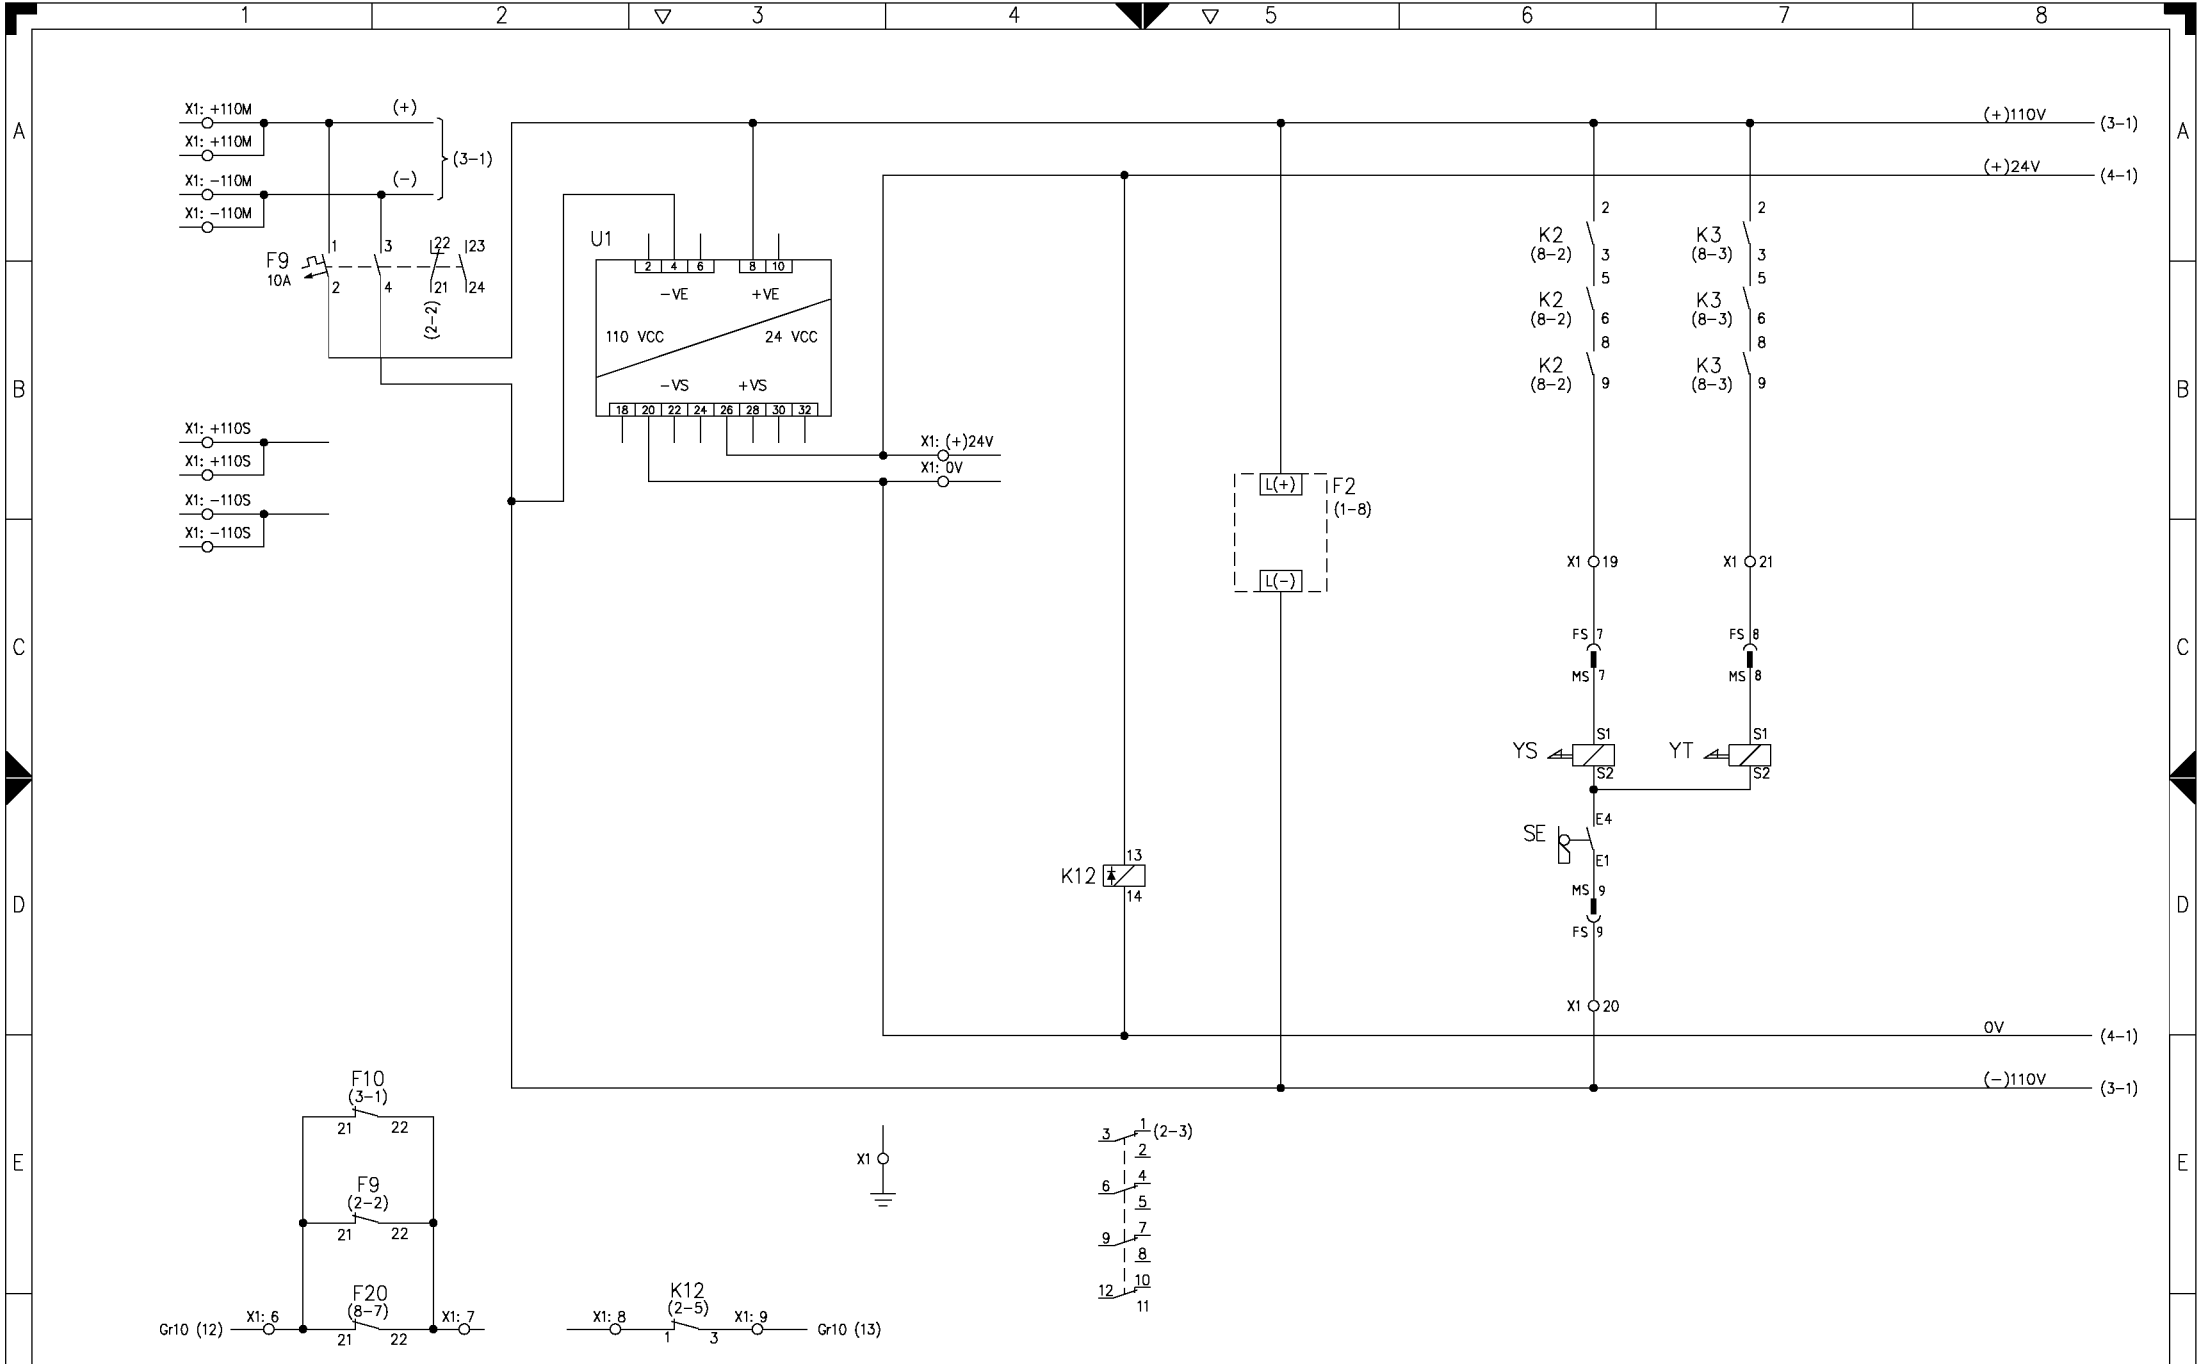 1 2 3 4 5 6 7 8
A A
X1: +110M (+)
X1: +110M
(3-1)
X1: -110M (-)
X1: -110M
(+)110V (3-1)
(+)24V (4-1)
F9
10A
1 3 22 23
2 4 21 24
(2-2)
U1
2 4 6 8 10
-VE +VE
110 VCC 24 VCC
-VS +VS
18 20 22 24 26 28 30 32
X1: (+)24V
X1: 0V
2
K2
(8-2) 3
5
K2
(8-2) 6
8
K2
(8-2) 9
2
K3
(8-3) 3
5
K3
(8-3) 6
8
K3
(8-3) 9
B B
X1: +110S
X1: +110S
X1: -110S
X1: -110S
L(+) F2
(1-8)
L(-)
X1 19
X1 21
C C
FS 7
MS 7
FS 8
MS 8
S1
YS
S2
S1
YT
S2
E4
SE
E1
MS 9
FS 9
X1 20
13
K12
14
D D
0V (4-1)
(-)110V (3-1)
F10
(3-1)
21 22
F9
(2-2)
21 22
F20
(8-7)
Gr10 (12) X1: 6 21 22 X1: 7
K12
(2-5)
X1: 8 1 3 X1: 9 Gr10 (13)
X1
3 1 (2-3)
2
6 4
5
9 7
8
12 10
11
E E